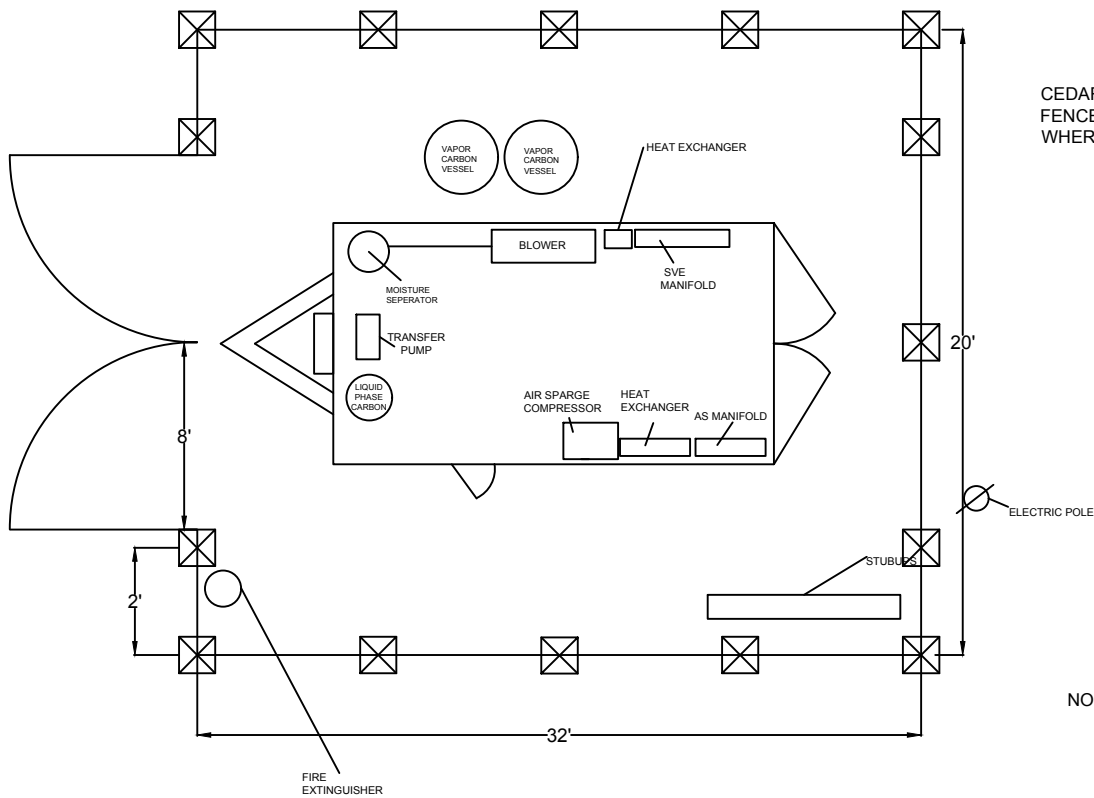 CEDAR
FENCE
WHER
VAPOR
CARBON
VESSEL
VAPOR
CARBON
VESSEL
HEAT EXCHANGER
BLOWER
SVE
MANIFOLD
MOISTURE
SEPERATOR
TRANSFER
PUMP
20'
LIQUID
PHASE
CARBON
AIR SPARGE
COMPRESSOR
HEAT
EXCHANGER
AS MANIFOLD
8'
ELECTRIC POLE
STUBUPS
2'
NO
32'
FIRE
EXTINGUISHER